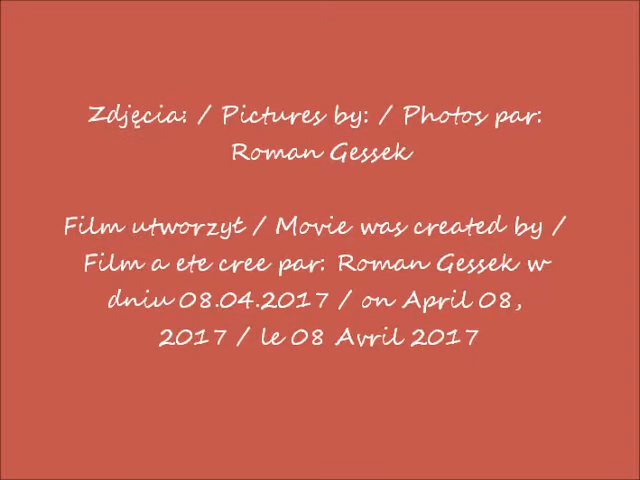 Zdjęcia: / Pictures by: / Photos par:
Roman Gessek
Film utworzył / Movie was created by /
Film a ete cree par: Roman Gessek w
dniu 08.04.2017 / on April 08,
2017 / le 08 Avril 2017